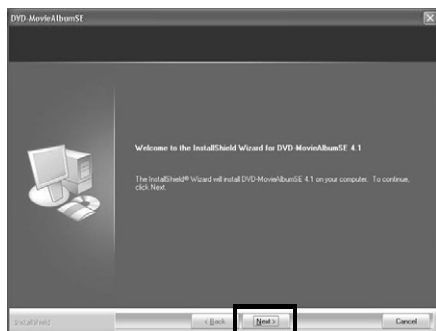 DVD-MovieAlbumSE
Welcome to the InstallShield Wizard for DVD-MovieAlbumSE 4.1
The InstallShield® Wizard will install DVD-MovieAlbumSE 4.1 on your computer. To continue,
click Next.
InstallShield
< Back
Next >
Cancel